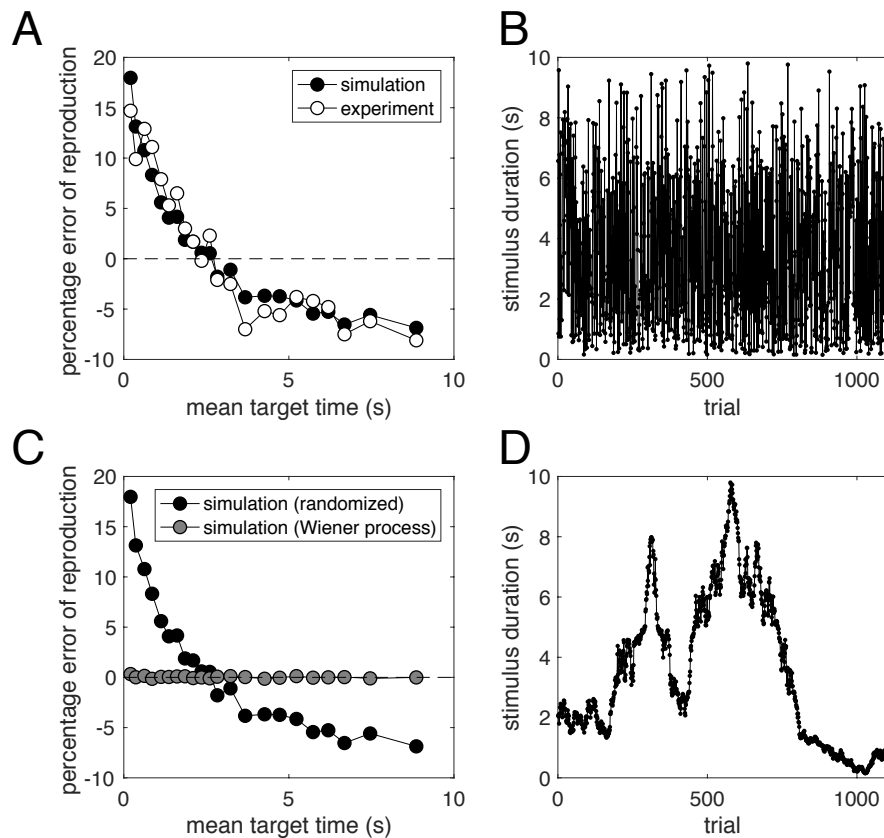 A
percentage error of reproduction
20
15
10
5
0
-5
-10
simulation
experiment
0
5
10
mean target time (s)
B
stimulus duration (s)
10
8
6
4
2
0
0
500
1000
trial
C
percentage error of reproduction
20
15
10
5
0
-5
-10
simulation (randomized)
simulation (Wiener process)
0
5
10
mean target time (s)
D
stimulus duration (s)
10
8
6
4
2
0
0
500
1000
trial